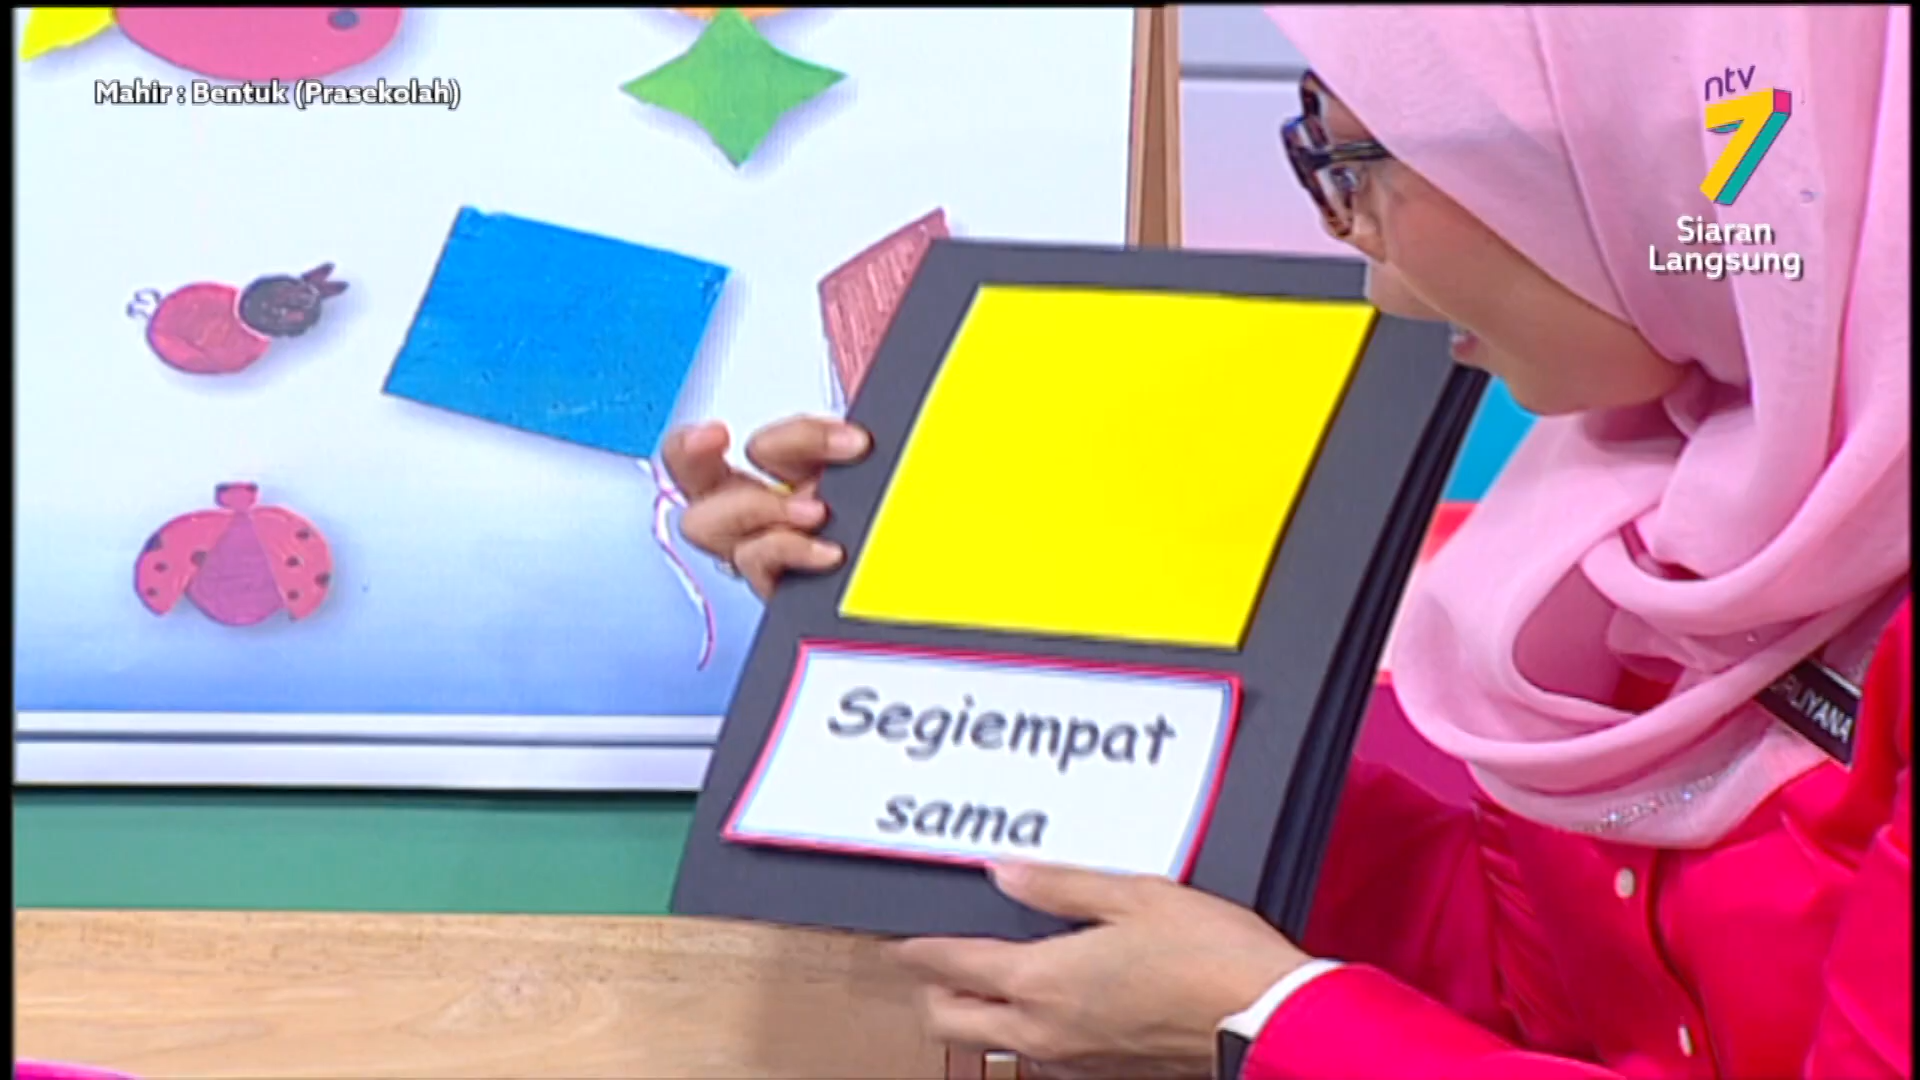 Mahir : Bentuk (Prasekolah)
ntv
7
Siaran
Langsung
Segiempat
sama